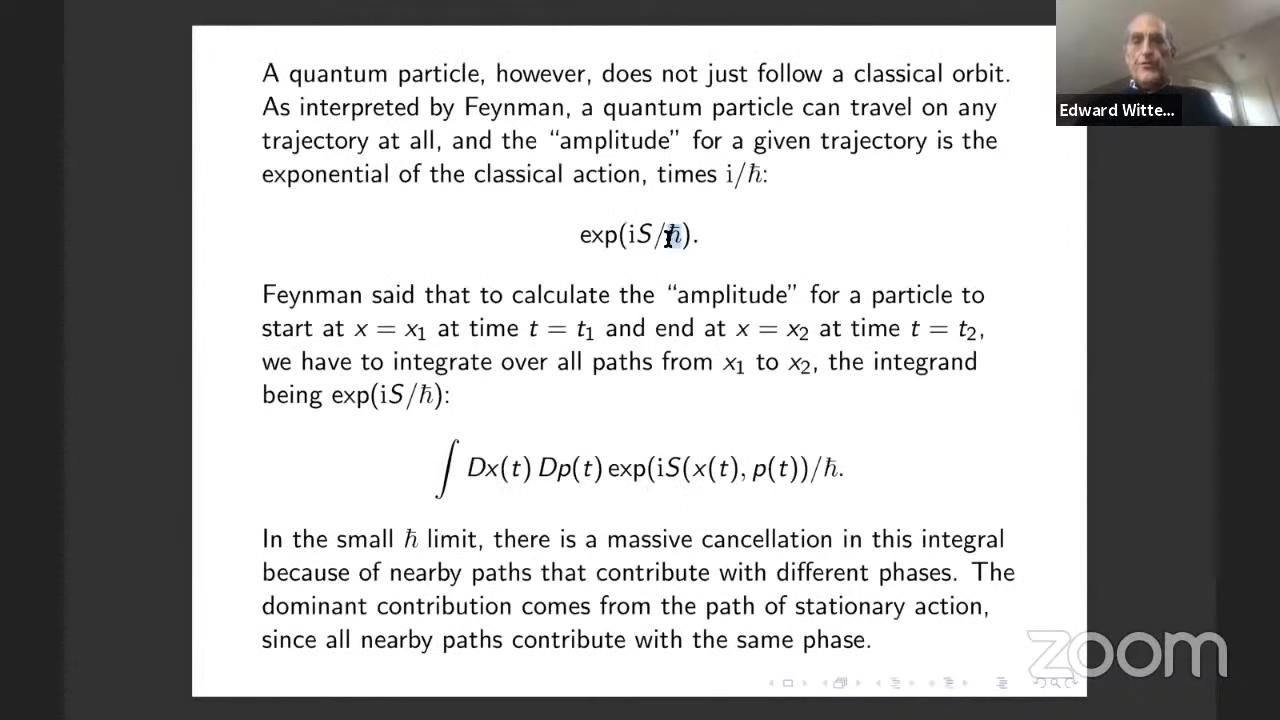 A quantum particle, however, does not just follow a classical orbit.
As interpreted by Feynman, a quantum particle can travel on any
trajectory at all, and the “amplitude” for a given trajectory is the
exponential of the classical action, times i/ℏ:
exp(iS/ℏ).
Feynman said that to calculate the “amplitude” for a particle to
start at x = x₁ at time t = t₁ and end at x = x₂ at time t = t₂,
we have to integrate over all paths from x₁ to x₂, the integrand
being exp(iS/ℏ):
∫ Dx(t) Dp(t) exp(iS(x(t), p(t))/ℏ.
In the small ℏ limit, there is a massive cancellation in this integral
because of nearby paths that contribute with different phases. The
dominant contribution comes from the path of stationary action,
since all nearby paths contribute with the same phase.
Edward Witte...
zoom